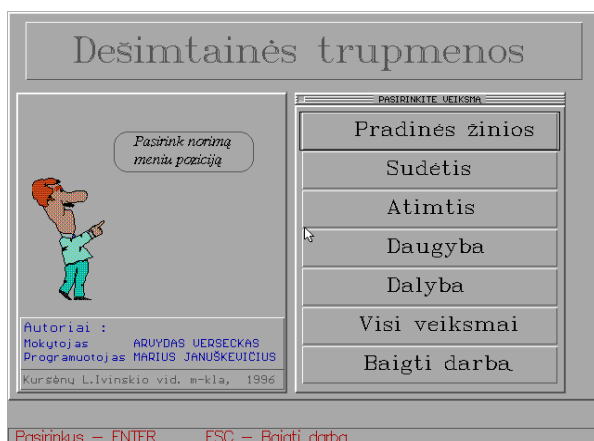 Dešimtainės trupmenos
Pasirink norimą
meniu poziciją
Autoriai :
Mokytojas ARVYDAS VERSECKAS
Programuotojas MARIUS JANUŠKEVIČIUS
Kuršėnų L.Ivinskio vid. m-kla, 1996
PASIRINKITE VEIKSMĄ
Pradinės žinios
Sudėtis
Atimtis
Daugyba
Dalyba
Visi veiksmai
Baigti darbą
Pasirinkus – ENTER ESC – Baigti darbą